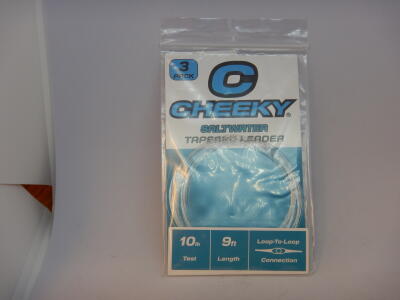 3
PACK
C
CHEEKY®
SALTWATER
TAPERED LEADER
10lb 9ft Loop-To-Loop
Test Length Connection